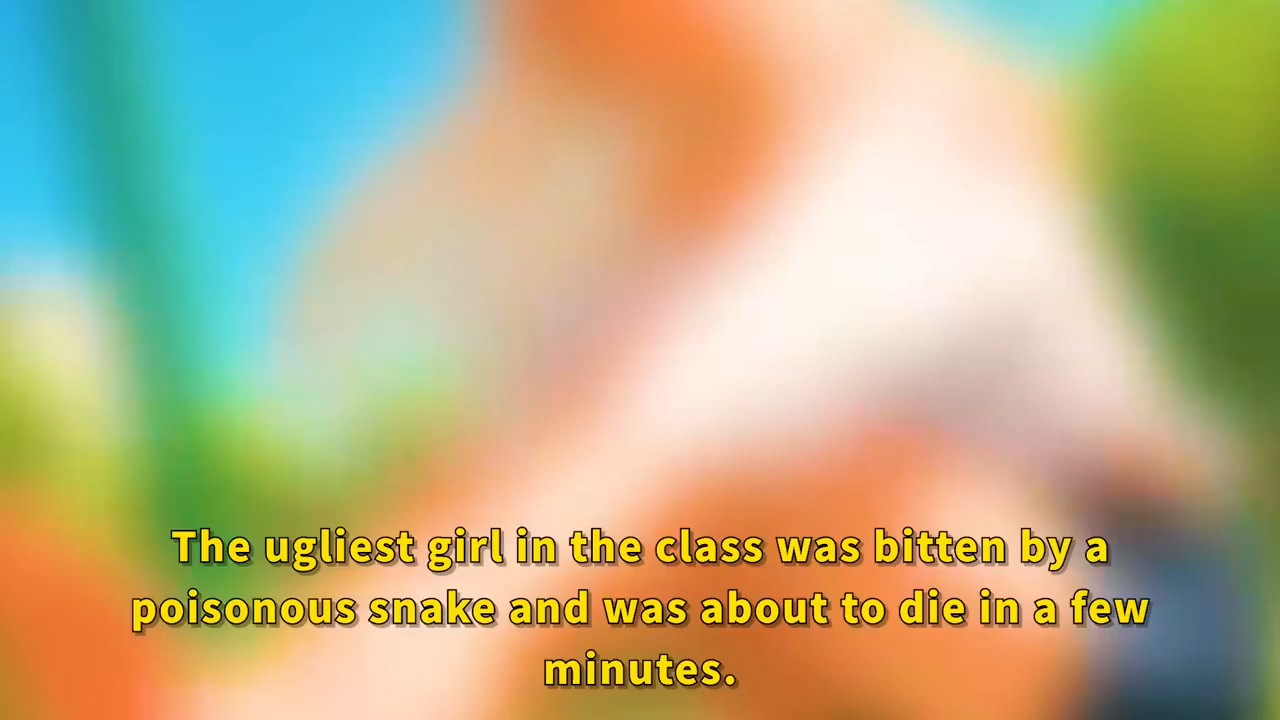 The ugliest girl in the class was bitten by a
poisonous snake and was about to die in a few
minutes.